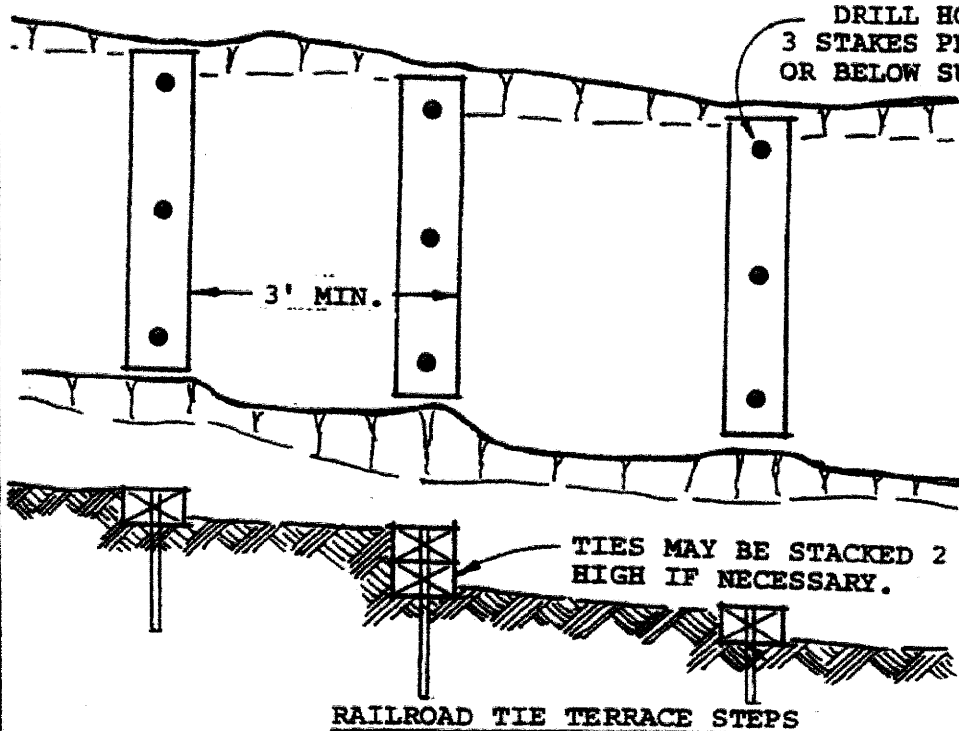 DRILL
3 STAKES
OR BELOW
3' MIN.
TIES MAY BE STACKED 2
HIGH IF NECESSARY.
RAILROAD TIE TERRACE STEPS